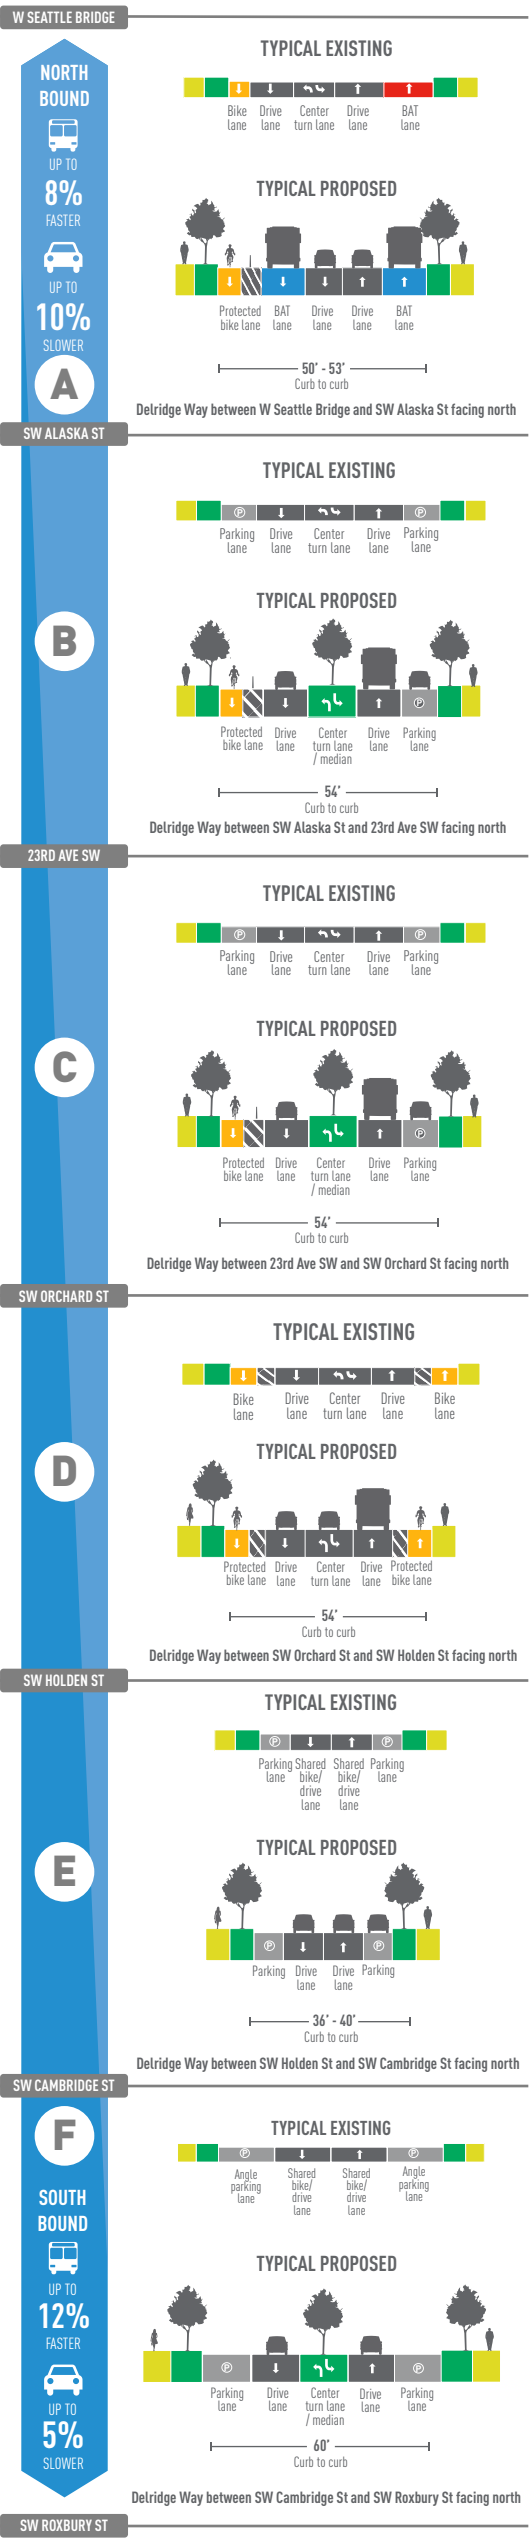 W SEATTLE BRIDGE
NORTH
BOUND
UP TO
8%
FASTER
UP TO
10%
SLOWER
A
TYPICAL EXISTING
Bike lane
Drive lane
Center turn lane
Drive lane
BAT lane
TYPICAL PROPOSED
Protected bike lane
BAT lane
Drive lane
Drive lane
BAT lane
50' - 53'
Curb to curb
Delridge Way between W Seattle Bridge and SW Alaska St facing north
SW ALASKA ST
B
TYPICAL EXISTING
P
P
Parking lane
Drive lane
Center turn lane
Drive lane
Parking lane
TYPICAL PROPOSED
P
Protected bike lane
Drive lane
Center turn lane / median
Drive lane
Parking lane
54'
Curb to curb
Delridge Way between SW Alaska St and 23rd Ave SW facing north
23RD AVE SW
C
TYPICAL EXISTING
P
P
Parking lane
Drive lane
Center turn lane
Drive lane
Parking lane
TYPICAL PROPOSED
P
Protected bike lane
Drive lane
Center turn lane / median
Drive lane
Parking lane
54'
Curb to curb
Delridge Way between 23rd Ave SW and SW Orchard St facing north
SW ORCHARD ST
D
TYPICAL EXISTING
Bike lane
Drive lane
Center turn lane
Drive lane
Bike lane
TYPICAL PROPOSED
Protected bike lane
Drive lane
Center turn lane
Drive lane
Protected bike lane
54'
Curb to curb
Delridge Way between SW Orchard St and SW Holden St facing north
SW HOLDEN ST
E
TYPICAL EXISTING
P
P
Parking lane
Shared bike/ drive lane
Shared bike/ drive lane
Parking lane
TYPICAL PROPOSED
P
P
Parking
Drive lane
Drive lane
Parking
36' - 40'
Curb to curb
Delridge Way between SW Holden St and SW Cambridge St facing north
SW CAMBRIDGE ST
F
SOUTH
BOUND
UP TO
12%
FASTER
UP TO
5%
SLOWER
TYPICAL EXISTING
P
P
Angle parking lane
Shared bike/ drive lane
Shared bike/ drive lane
Angle parking lane
TYPICAL PROPOSED
P
P
Parking lane
Drive lane
Center turn lane / median
Drive lane
Parking lane
60'
Curb to curb
Delridge Way between SW Cambridge St and SW Roxbury St facing north
SW ROXBURY ST